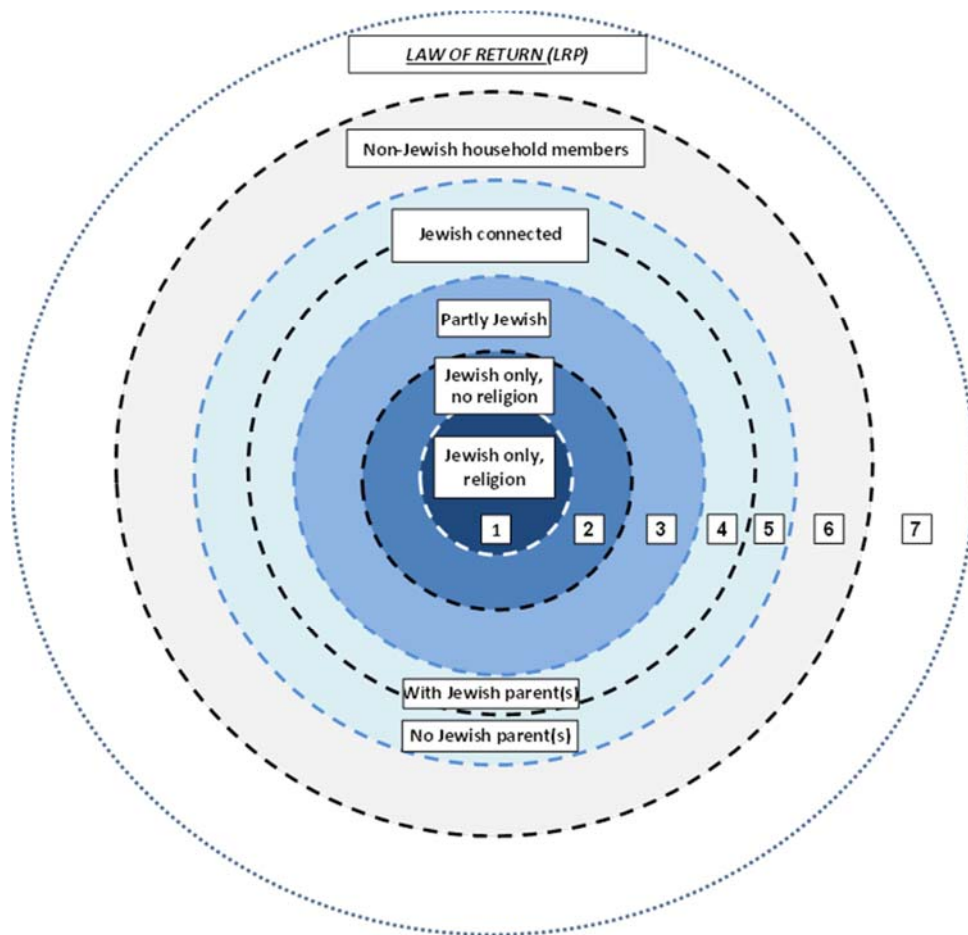 LAW OF RETURN (LRP)
Non-Jewish household members
Jewish connected
Partly Jewish
Jewish only,
no religion
Jewish only,
religion
1 2 3 4 5 6 7
With Jewish parent(s)
No Jewish parent(s)